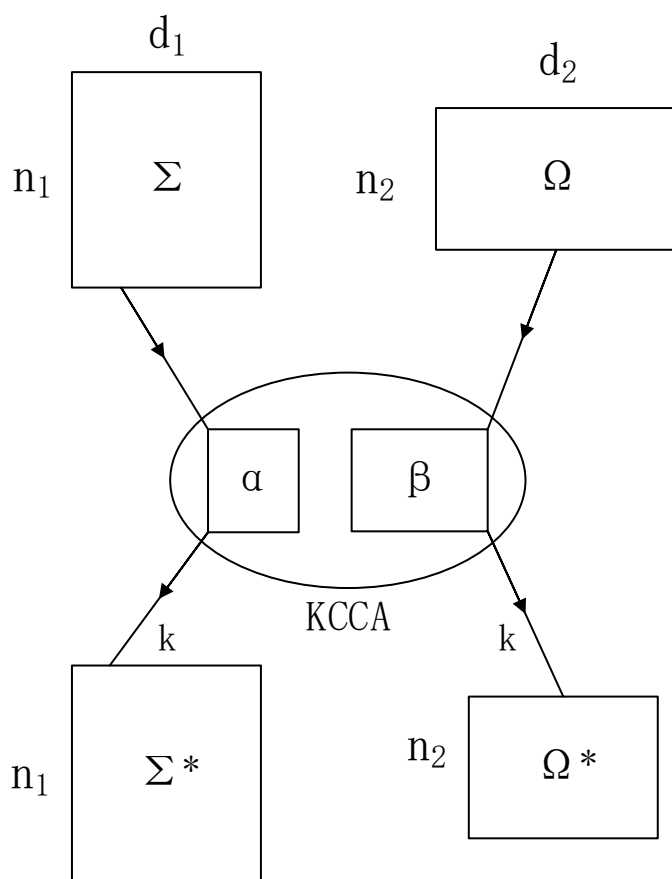 d₁
d₂
n₁ Σ
n₂ Ω
α β
KCCA
k k
n₁ Σ*
n₂ Ω*